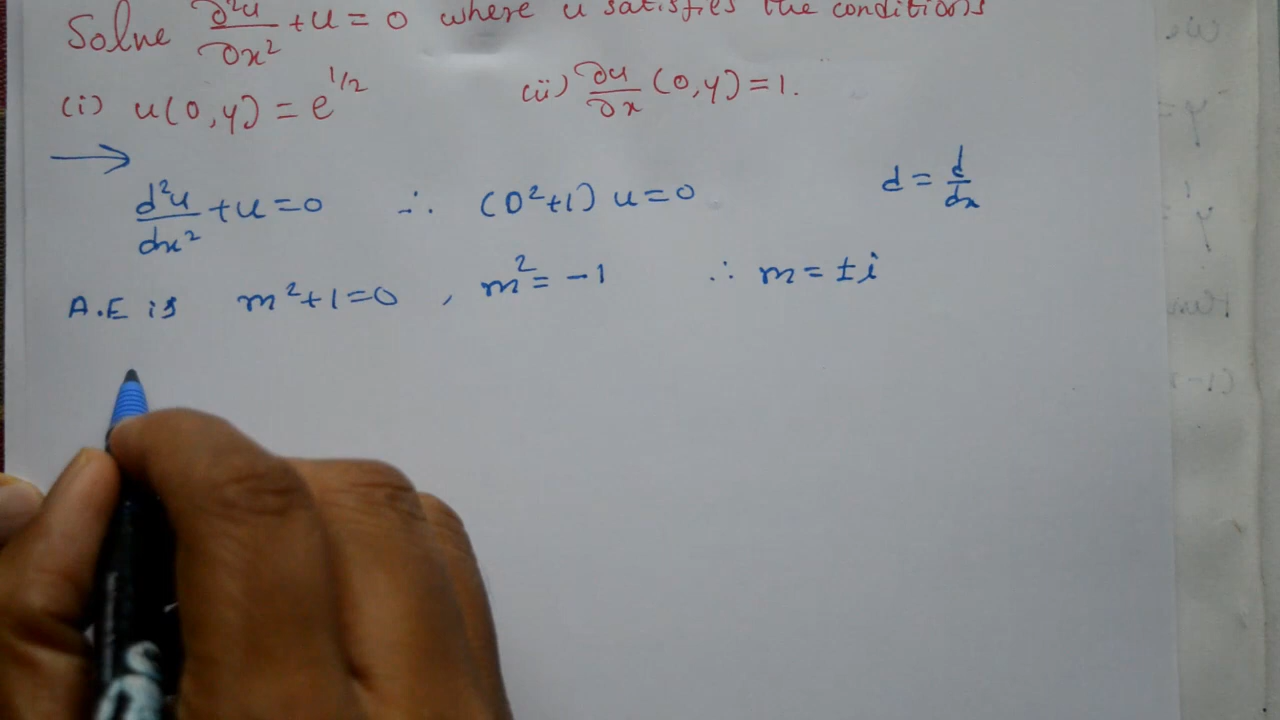 Solve ∂²u/∂x² + u = 0 where u satisfies the conditions
(i) u(0,y) = e^1/2 (ii) ∂u/∂x (0,y) = 1.
→
d²u/dx² + u = 0 ∴ (D²+1) u = 0 d = d/dx
A.E is m²+1=0 , m² = -1 ∴ m = ±i